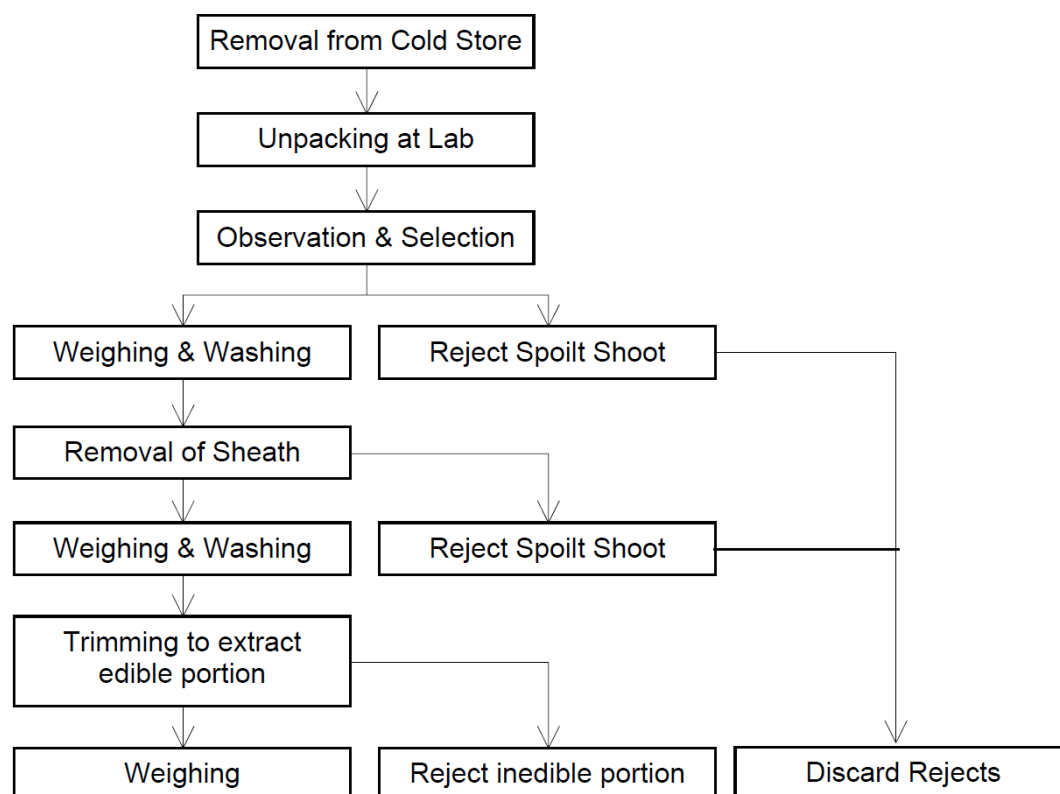 Removal from Cold Store
Unpacking at Lab
Observation & Selection
Weighing & Washing
Reject Spoilt Shoot
Removal of Sheath
Weighing & Washing
Reject Spoilt Shoot
Trimming to extract
edible portion
Weighing
Reject inedible portion
Discard Rejects